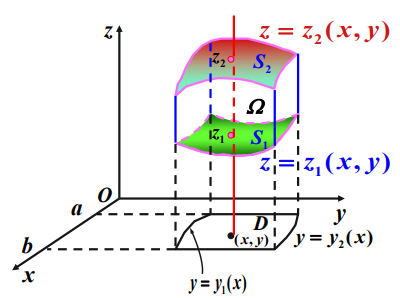 z
z = z₂(x, y)
z₂
S₂
Ω
z₁
S₁
z = z₁(x, y)
O
a
D
y
b
(x, y)
y = y₂(x)
x
y = y₁(x)